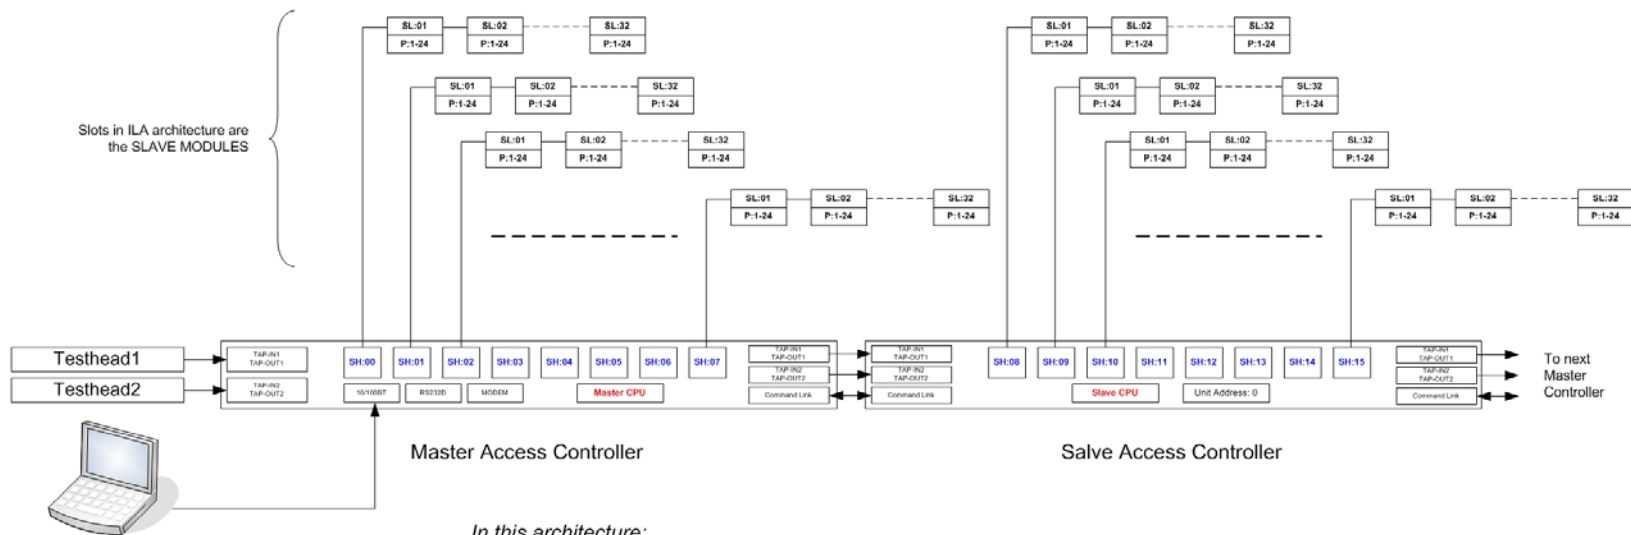 SL:01 SL:02 SL:32
P:1-24 P:1-24 P:1-24
SL:01 SL:02 SL:32
P:1-24 P:1-24 P:1-24
SL:01 SL:02 SL:32
P:1-24 P:1-24 P:1-24
SL:01 SL:02 SL:32
P:1-24 P:1-24 P:1-24
SL:01 SL:02 SL:32
P:1-24 P:1-24 P:1-24
SL:01 SL:02 SL:32
P:1-24 P:1-24 P:1-24
SL:01 SL:02 SL:32
P:1-24 P:1-24 P:1-24
SL:01 SL:02 SL:32
P:1-24 P:1-24 P:1-24
Slots in ILA architecture are
the SLAVE MODULES
Testhead1
Testhead2
TAP-IN1
TAP-OUT1
TAP-IN2
TAP-OUT2
SH:00 SH:01 SH:02 SH:03 SH:04 SH:05 SH:06 SH:07
10/100BT RS232D MODEM Master CPU
TAP-IN1
TAP-OUT1
TAP-IN2
TAP-OUT2
Command Link
TAP-IN1
TAP-OUT1
TAP-IN2
TAP-OUT2
Command Link
SH:08 SH:09 SH:10 SH:11 SH:12 SH:13 SH:14 SH:15
Slave CPU Unit Address: 0
TAP-IN1
TAP-OUT1
TAP-IN2
TAP-OUT2
Command Link
To next
Master
Controller
Master Access Controller
Salve Access Controller
In this architecture: